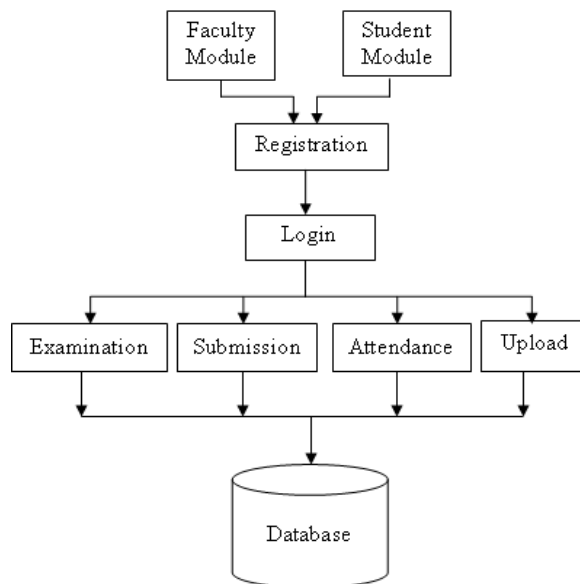 Faculty
Module
Student
Module
Registration
Login
Examination
Submission
Attendance
Upload
Database